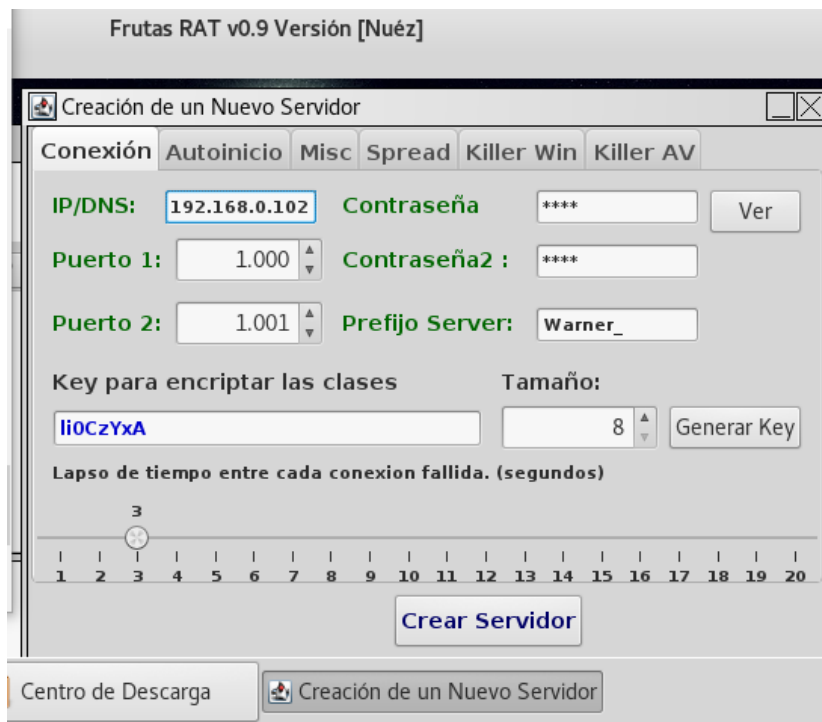 Frutas RAT v0.9 Versión [Nuéz]
Creación de un Nuevo Servidor
Conexión Autoinicio Misc Spread Killer Win Killer AV
IP/DNS: 192.168.0.102 Contraseña **** Ver
Puerto 1: 1.000 Contraseña2 : ****
Puerto 2: 1.001 Prefijo Server: Warner_
Key para encriptar las clases Tamaño:
li0CzYxA 8 Generar Key
Lapso de tiempo entre cada conexion fallida. (segundos)
3
1 2 3 4 5 6 7 8 9 10 11 12 13 14 15 16 17 18 19 20
Crear Servidor
Centro de Descarga Creación de un Nuevo Servidor